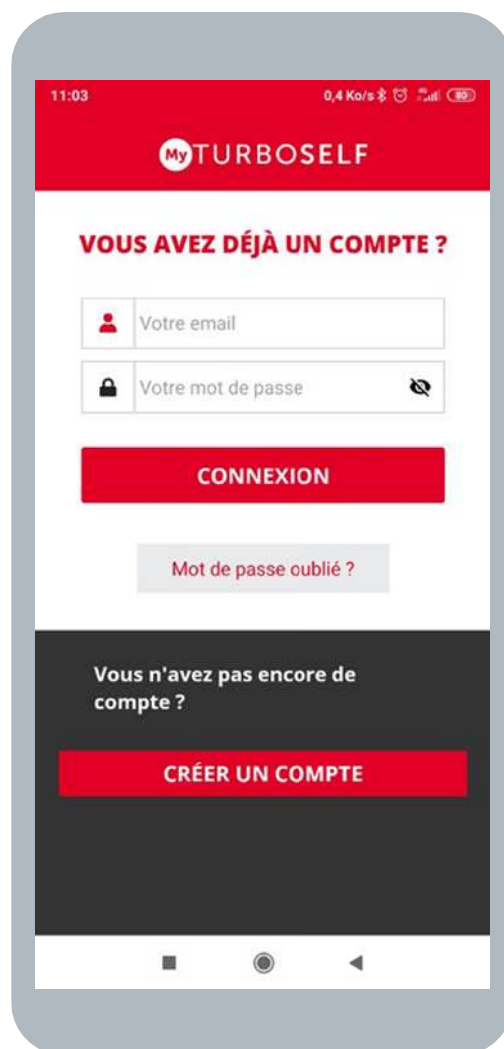 11:03 0,4 Ko/s 80
My TURBOSELF
VOUS AVEZ DÉJÀ UN COMPTE ?
Votre email
Votre mot de passe
CONNEXION
Mot de passe oublié ?
Vous n'avez pas encore de
compte ?
CRÉER UN COMPTE